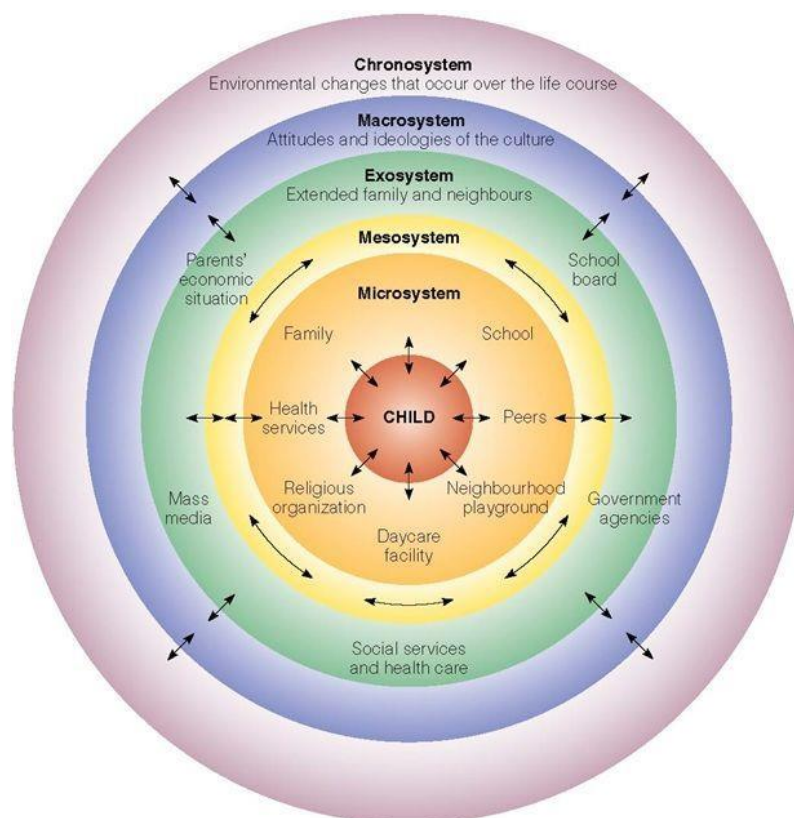 Chronosystem
Environmental changes that occur over the life course
Macrosystem
Attitudes and ideologies of the culture
Exosystem
Extended family and neighbours
Mesosystem
Parents'
economic
situation
School
board
Microsystem
Family
School
Health
services
CHILD
Peers
Religious
organization
Neighbourhood
playground
Mass
media
Government
agencies
Daycare
facility
Social services
and health care